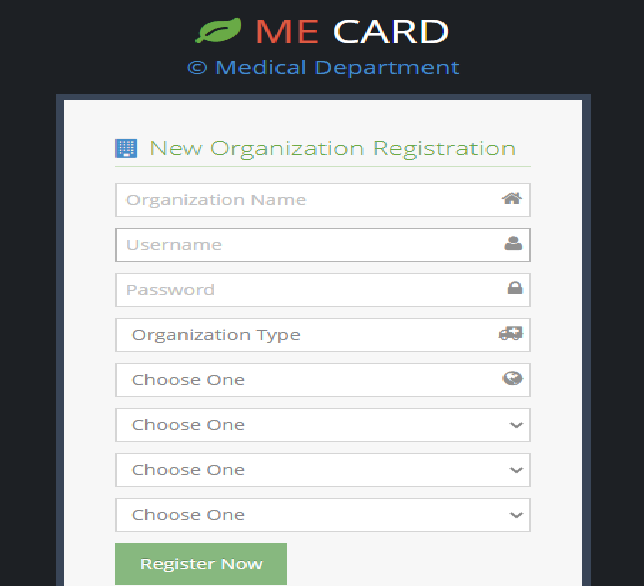 ME CARD
© Medical Department
New Organization Registration
Organization Name
Username
Password
Organization Type
Choose One
Choose One
Choose One
Choose One
Register Now